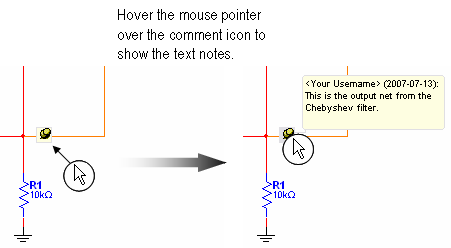 Hover the mouse pointer
over the comment icon to
show the text notes.
<Your Username> (2007-07-13):
This is the output net from the
Chebyshev filter.
R1
10kΩ
R1
10kΩ